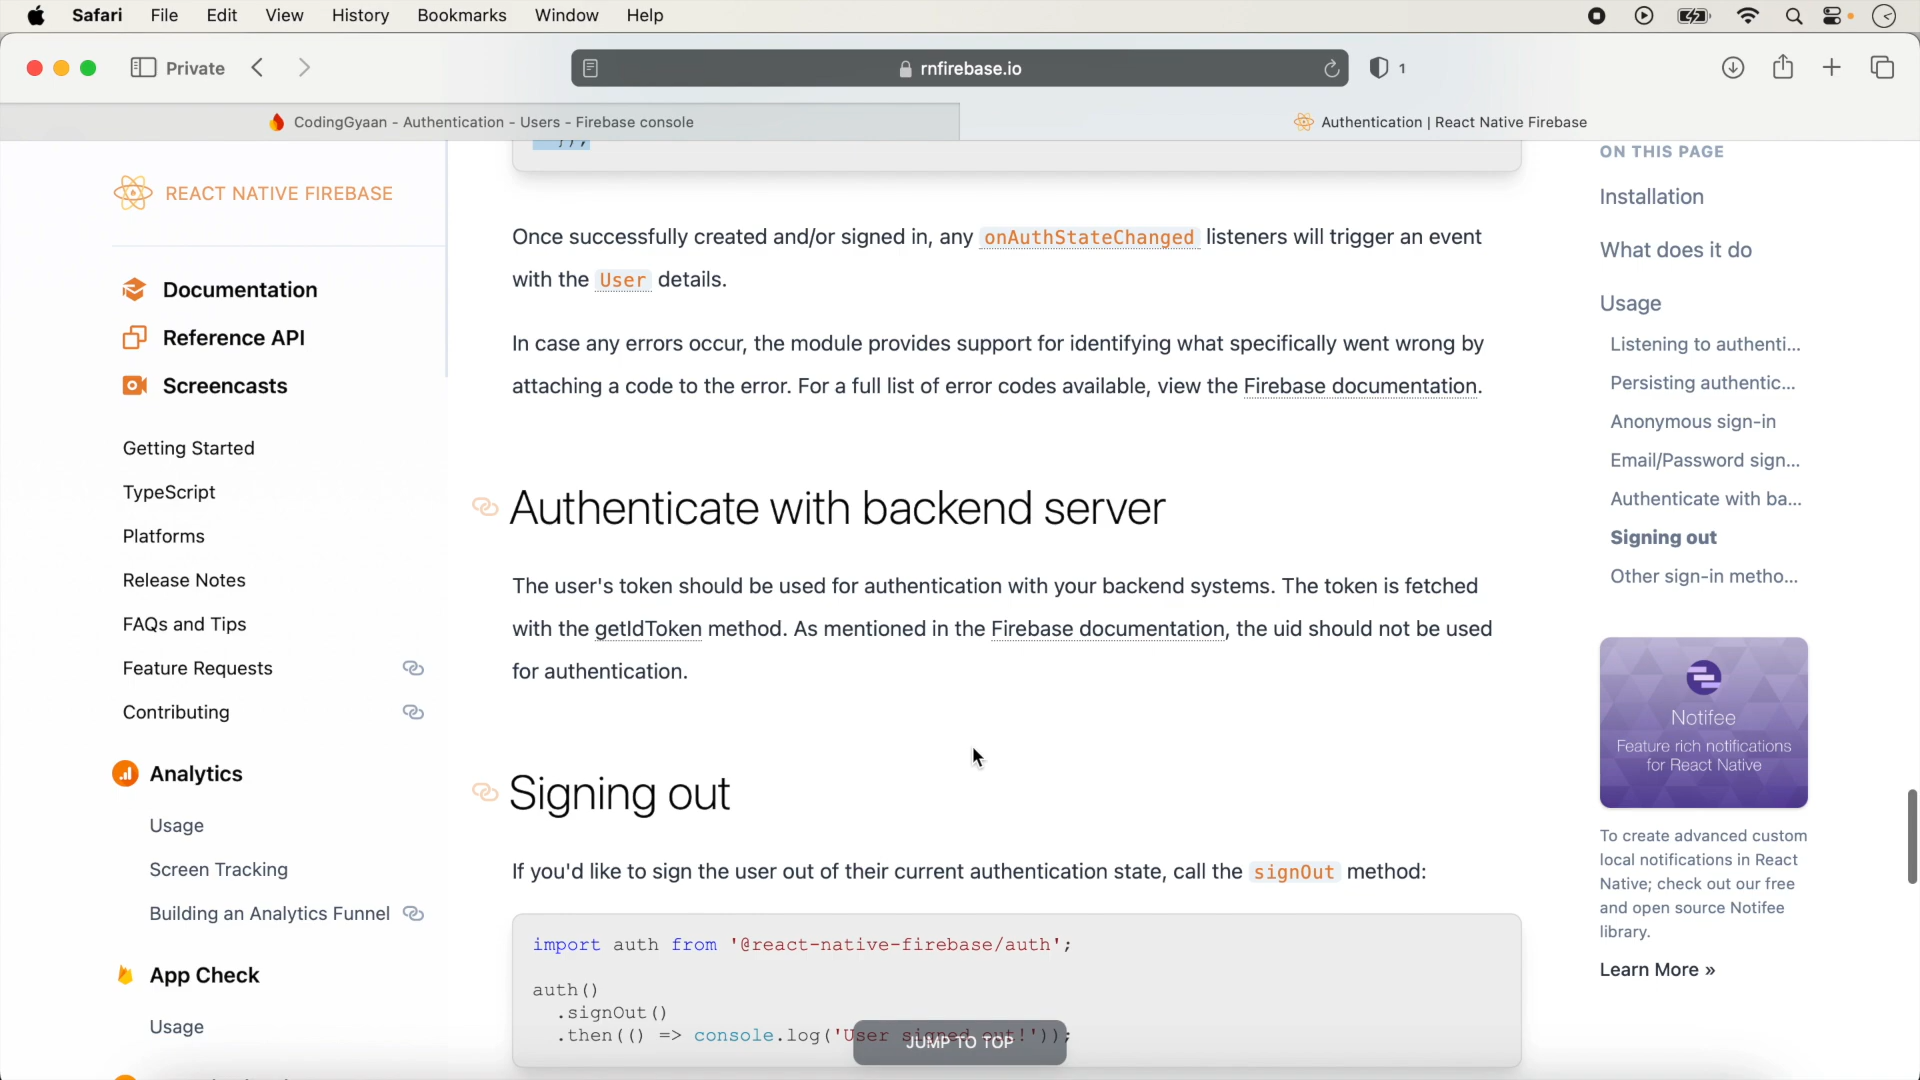 Safari File Edit View History Bookmarks Window Help
Private
rnfirebase.io
1
CodingGyaan - Authentication - Users - Firebase console
Authentication | React Native Firebase
REACT NATIVE FIREBASE
Documentation
Reference API
Screencasts
Getting Started
TypeScript
Platforms
Release Notes
FAQs and Tips
Feature Requests
Contributing
Analytics
Usage
Screen Tracking
Building an Analytics Funnel
App Check
Usage
});
Once successfully created and/or signed in, any onAuthStateChanged listeners will trigger an event
with the User details.
In case any errors occur, the module provides support for identifying what specifically went wrong by
attaching a code to the error. For a full list of error codes available, view the Firebase documentation.
Authenticate with backend server
The user's token should be used for authentication with your backend systems. The token is fetched
with the getIdToken method. As mentioned in the Firebase documentation, the uid should not be used
for authentication.
Signing out
If you'd like to sign the user out of their current authentication state, call the signOut method:
import auth from '@react-native-firebase/auth';
auth()
.signOut()
.then(() => console.log('User signed out!'));
JUMP TO TOP
ON THIS PAGE
Installation
What does it do
Usage
Listening to authenti...
Persisting authentic...
Anonymous sign-in
Email/Password sign...
Authenticate with ba...
Signing out
Other sign-in metho...
Notifee
Feature rich notifications
for React Native
To create advanced custom
local notifications in React
Native; check out our free
and open source Notifee
library.
Learn More »